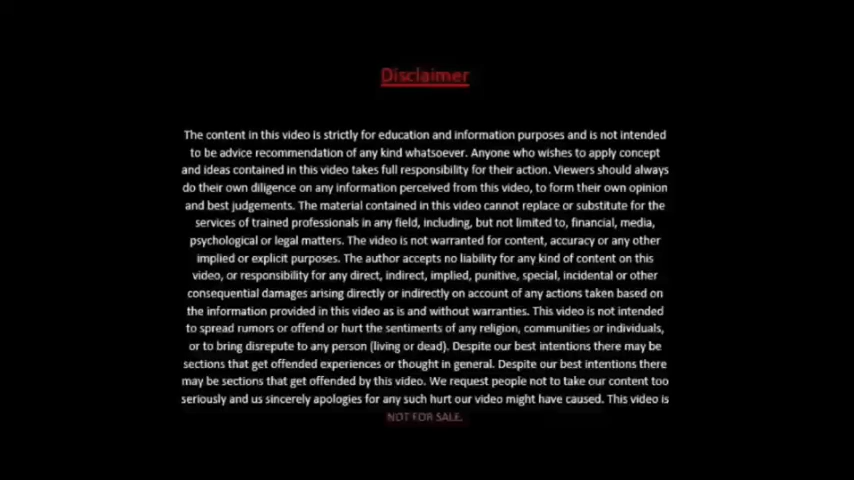 Disclaimer
The content in this video is strictly for education and information purposes and is not intended
to be advice recommendation of any kind whatsoever. Anyone who wishes to apply concept
and ideas contained in this video takes full responsibility for their action. Viewers should always
do their own diligence on any information perceived from this video, to form their own opinion
and best judgements. The material contained in this video cannot replace or substitute for the
services of trained professionals in any field, including, but not limited to, financial, media,
psychological or legal matters. The video is not warranted for content, accuracy or any other
implied or explicit purposes. The author accepts no liability for any kind of content on this
video, or responsibility for any direct, indirect, implied, punitive, special, incidental or other
consequential damages arising directly or indirectly on account of any actions taken based on
the information provided in this video as is and without warranties. This video is not intended
to spread rumors or offend or hurt the sentiments of any religion, communities or individuals,
or to bring disrepute to any person (living or dead). Despite our best intentions there may be
sections that get offended experiences or thought in general. Despite our best intentions there
may be sections that get offended by this video. We request people not to take our content too
seriously and us sincerely apologies for any such hurt our video might have caused. This video is
NOT FOR SALE.